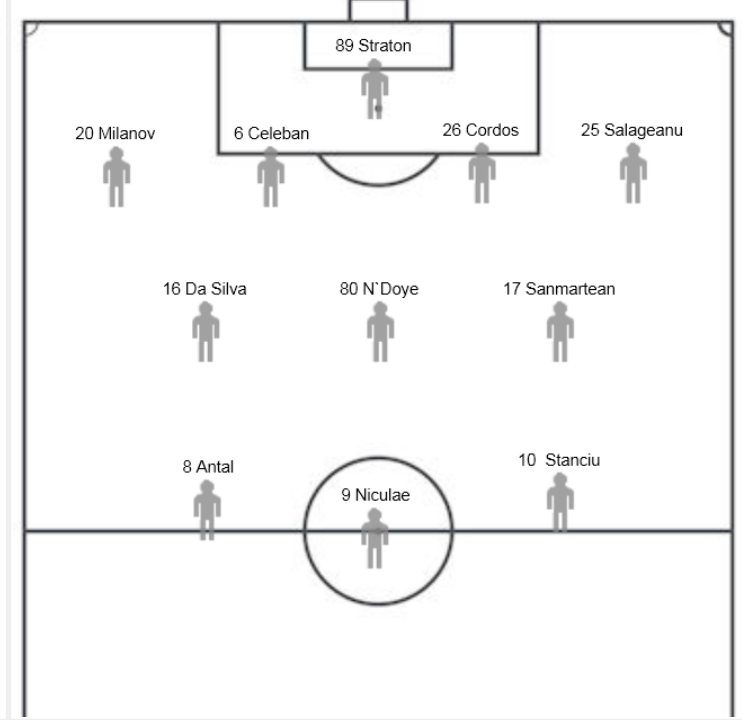 89 Straton
20 Milanov
6 Celeban
26 Cordos
25 Salageanu
16 Da Silva
80 N`Doye
17 Sanmartean
8 Antal
10  Stanciu
9 Niculae